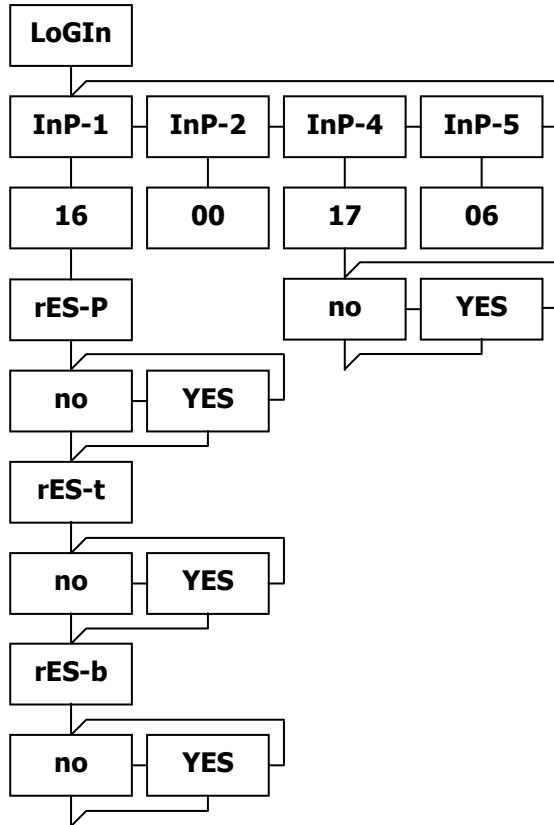 LoGIn
InP-1 InP-2 InP-4 InP-5
16 00 17 06
rES-P no YES
no YES
rES-t
no YES
rES-b
no YES